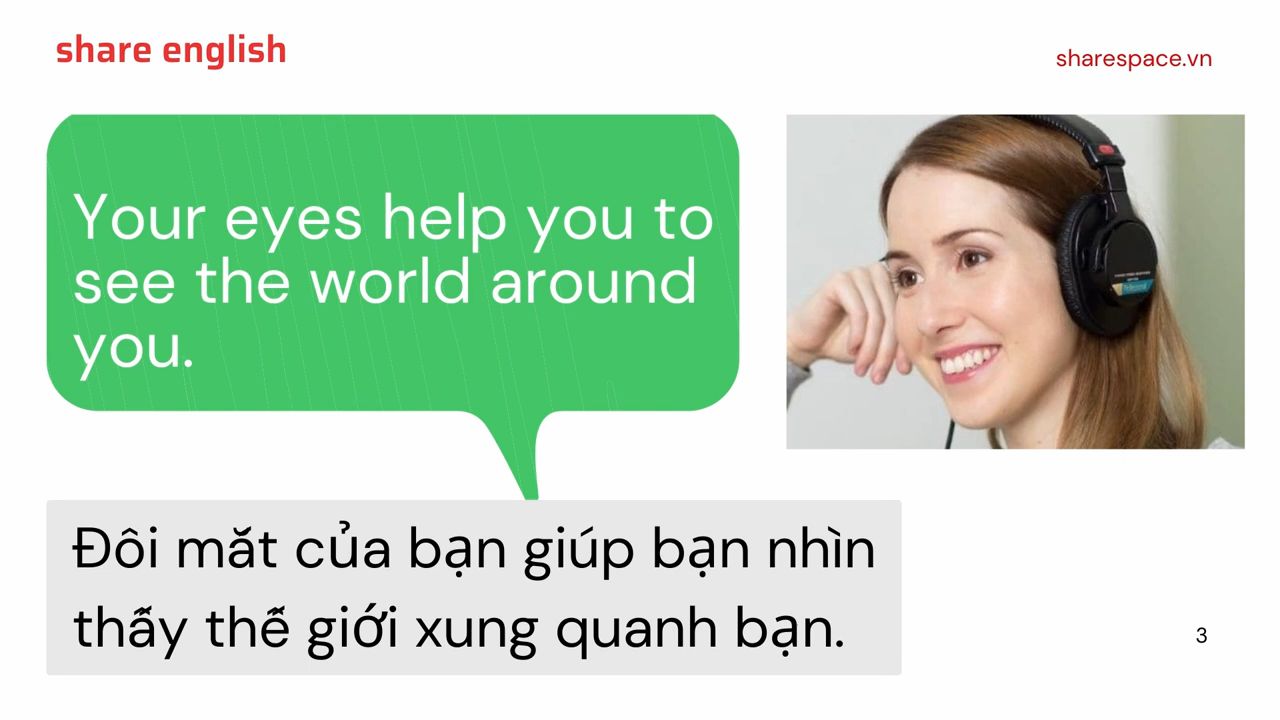 share english
sharespace.vn
Your eyes help you to
see the world around
you.
Đôi mắt của bạn giúp bạn nhìn
thấy thế giới xung quanh bạn.
3